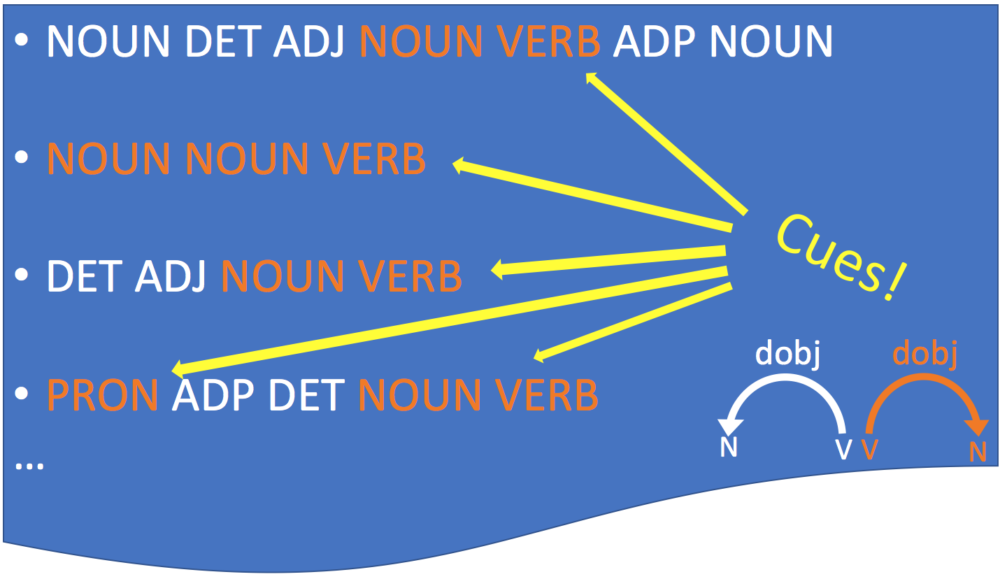 • NOUN DET ADJ NOUN VERB ADP NOUN
• NOUN NOUN VERB
• DET ADJ NOUN VERB
• PRON ADP DET NOUN VERB
...
Cues!
dobj dobj
N V V N